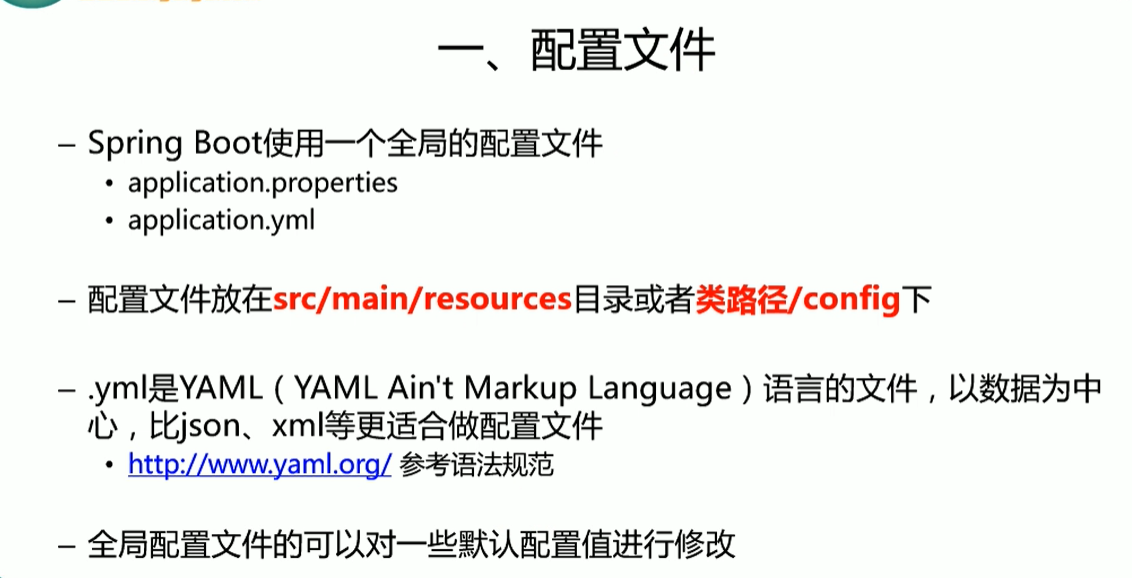 一、配置文件
– Spring Boot使用一个全局的配置文件
• application.properties
• application.yml
– 配置文件放在src/main/resources目录或者类路径/config下
– .yml是YAML（YAML Ain't Markup Language）语言的文件，以数据为中
心，比json、xml等更适合做配置文件
• http://www.yaml.org/ 参考语法规范
– 全局配置文件的可以对一些默认配置值进行修改